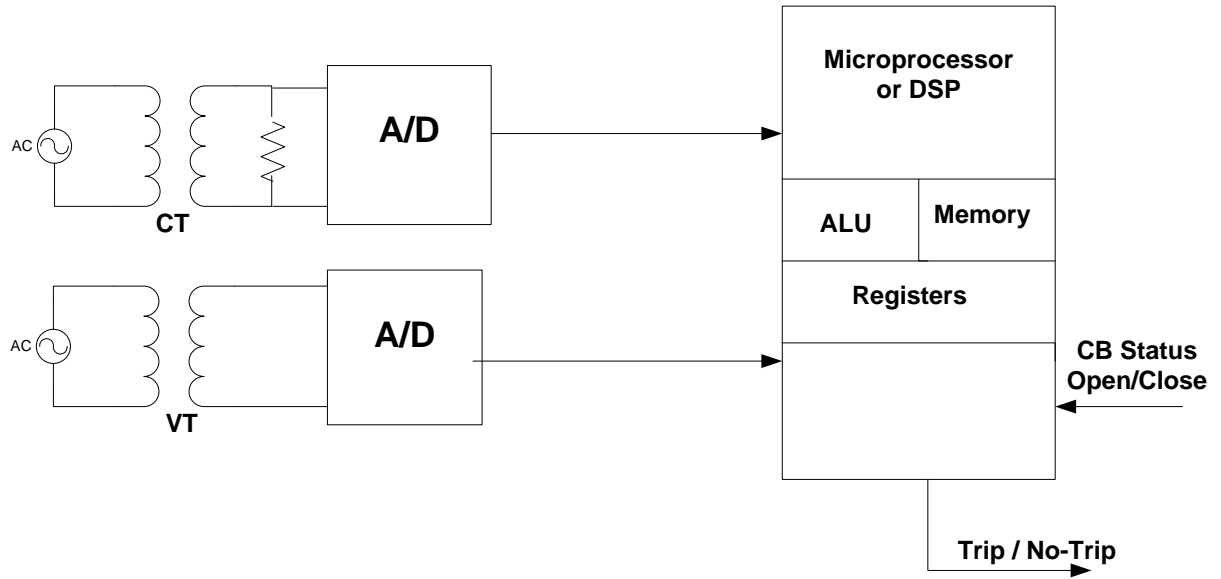 Microprocessor
or DSP
A/D
AC
CT
ALU
Memory
Registers
A/D
AC
VT
CB Status
Open/Close
Trip / No-Trip